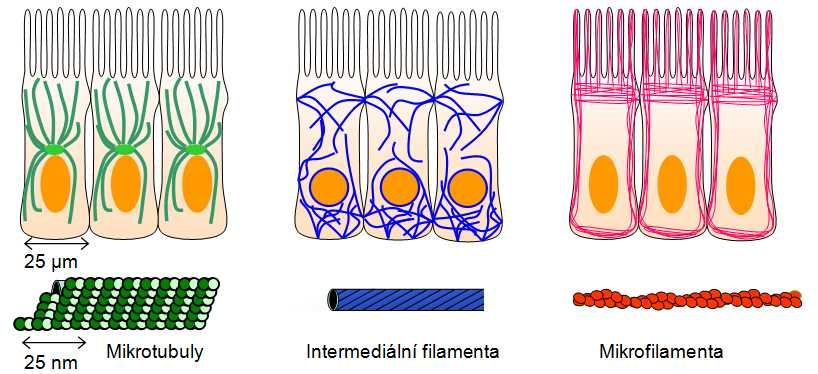 25 μm
25 nm
Mikrotubuly
Intermediální filamenta
Mikrofilamenta